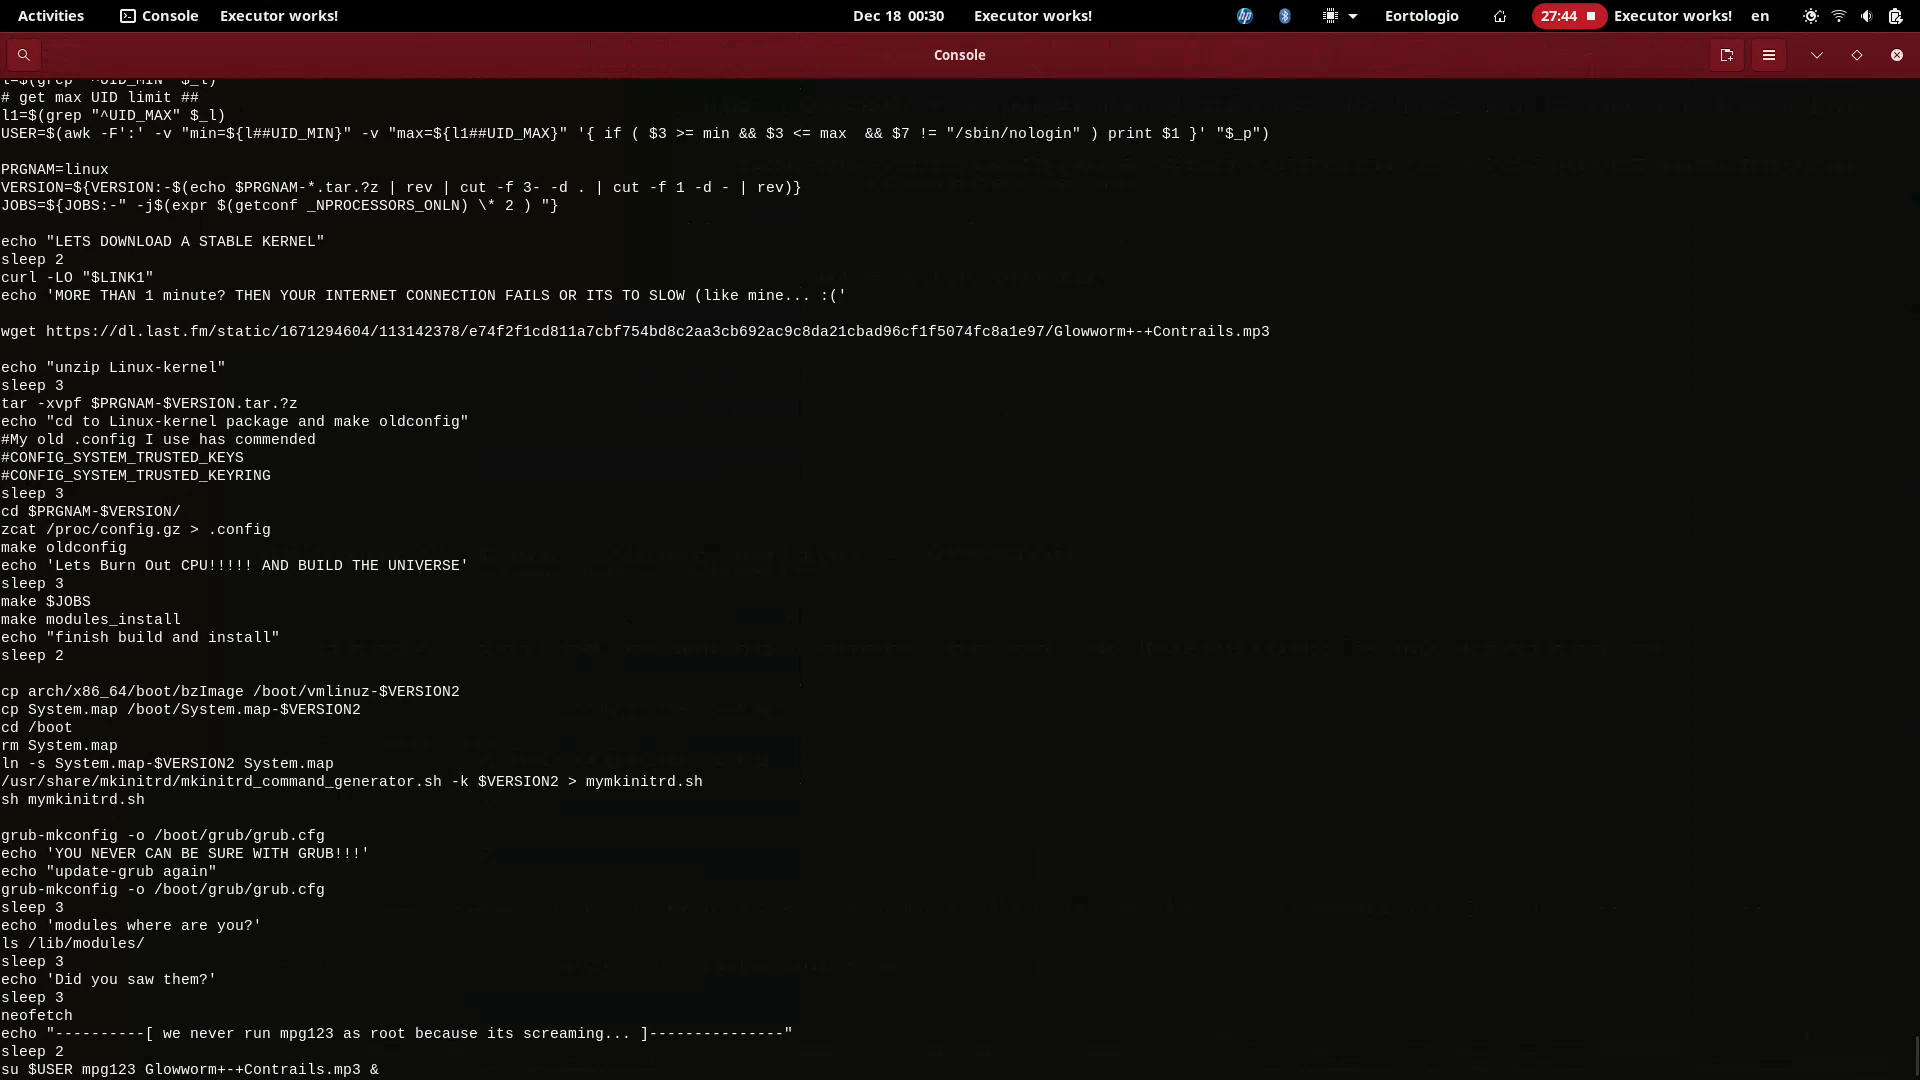 Activities Console Executor works! Dec 18 00:30 Executor works! Eortologio 27:44 Executor works! en
Console
l=$(grep "^UID_MIN" $_l)
# get max UID limit ##
l1=$(grep "^UID_MAX" $_l)
USER=$(awk -F':' -v "min=${l##UID_MIN}" -v "max=${l1##UID_MAX}" '{ if ( $3 >= min && $3 <= max  && $7 != "/sbin/nologin" ) print $1 }' "$_p")
PRGNAM=linux
VERSION=${VERSION:-$(echo $PRGNAM-*.tar.?z | rev | cut -f 3- -d . | cut -f 1 -d - | rev)}
JOBS=${JOBS:-" -j$(expr $(getconf _NPROCESSORS_ONLN) \* 2 ) "}
echo "LETS DOWNLOAD A STABLE KERNEL"
sleep 2
curl -LO "$LINK1"
echo 'MORE THAN 1 minute? THEN YOUR INTERNET CONNECTION FAILS OR ITS TO SLOW (like mine... :('
wget https://dl.last.fm/static/1671294604/113142378/e74f2f1cd811a7cbf754bd8c2aa3cb692ac9c8da21cbad96cf1f5074fc8a1e97/Glowworm+-+Contrails.mp3
echo "unzip Linux-kernel"
sleep 3
tar -xvpf $PRGNAM-$VERSION.tar.?z
echo "cd to Linux-kernel package and make oldconfig"
#My old .config I use has commended
#CONFIG_SYSTEM_TRUSTED_KEYS
#CONFIG_SYSTEM_TRUSTED_KEYRING
sleep 3
cd $PRGNAM-$VERSION/
zcat /proc/config.gz > .config
make oldconfig
echo 'Lets Burn Out CPU!!!!! AND BUILD THE UNIVERSE'
sleep 3
make $JOBS
make modules_install
echo "finish build and install"
sleep 2
cp arch/x86_64/boot/bzImage /boot/vmlinuz-$VERSION2
cp System.map /boot/System.map-$VERSION2
cd /boot
rm System.map
ln -s System.map-$VERSION2 System.map
/usr/share/mkinitrd/mkinitrd_command_generator.sh -k $VERSION2 > mymkinitrd.sh
sh mymkinitrd.sh
grub-mkconfig -o /boot/grub/grub.cfg
echo 'YOU NEVER CAN BE SURE WITH GRUB!!!'
echo "update-grub again"
grub-mkconfig -o /boot/grub/grub.cfg
sleep 3
echo 'modules where are you?'
ls /lib/modules/
sleep 3
echo 'Did you saw them?'
sleep 3
neofetch
echo "----------[ we never run mpg123 as root because its screaming... ]---------------"
sleep 2
su $USER mpg123 Glowworm+-+Contrails.mp3 &